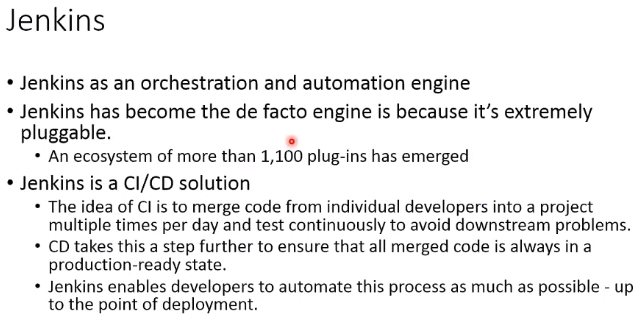 Jenkins
• Jenkins as an orchestration and automation engine
• Jenkins has become the de facto engine is because it's extremely
pluggable.
• An ecosystem of more than 1,100 plug-ins has emerged
• Jenkins is a CI/CD solution
• The idea of CI is to merge code from individual developers into a project
multiple times per day and test continuously to avoid downstream problems.
• CD takes this a step further to ensure that all merged code is always in a
production-ready state.
• Jenkins enables developers to automate this process as much as possible - up
to the point of deployment.